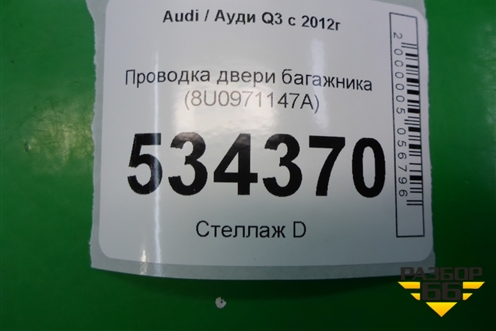 Audi / Ауди Q3 с 2012г
Проводка двери багажника
(8U0971147A)
534370
Стеллаж D
2000005056796
РАЗБОР
66